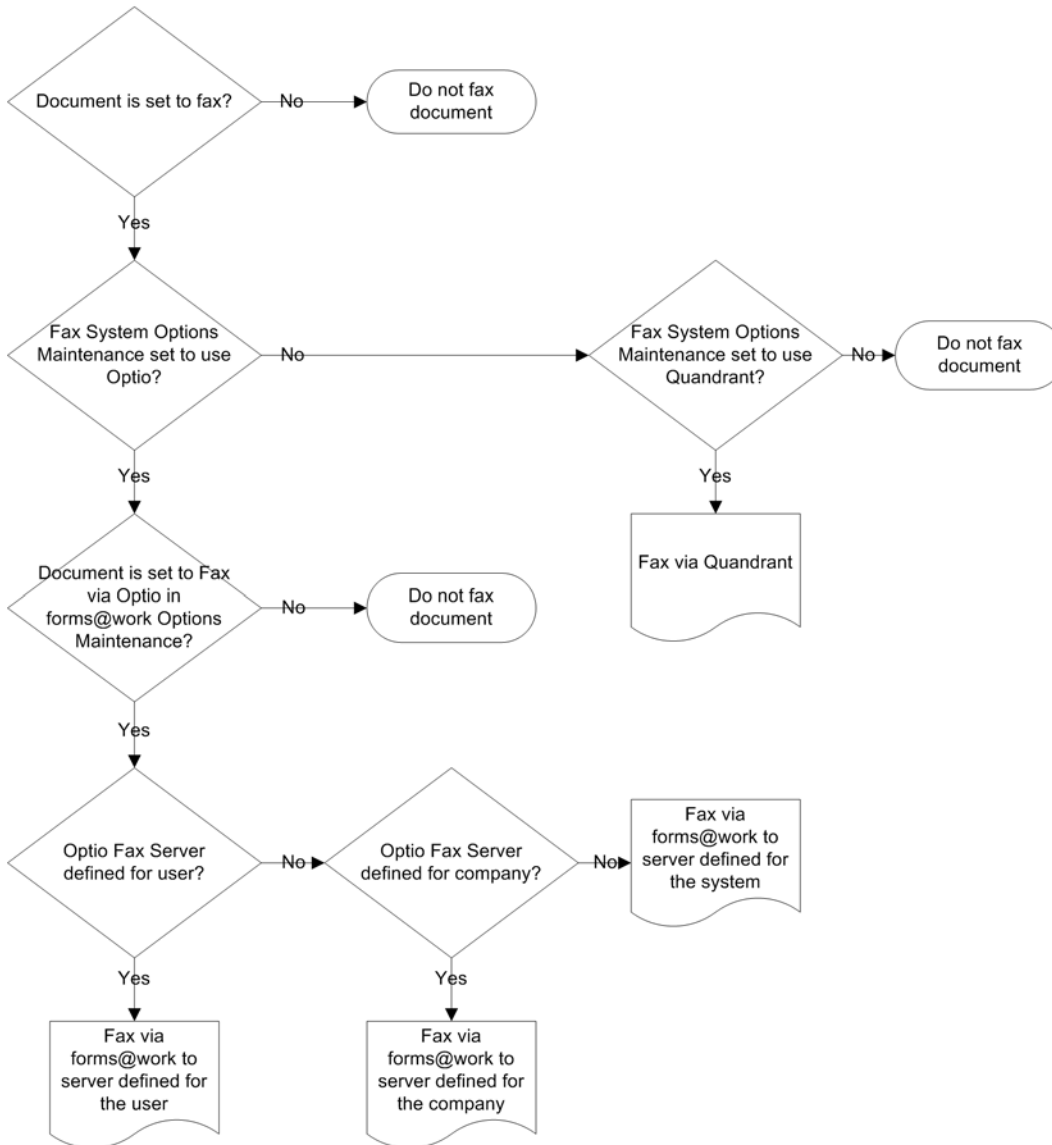 Document is set to fax?
No
Do not fax
document
Yes
Fax System Options
Maintenance set to use
Optio?
No
Fax System Options
Maintenance set to use
Quandrant?
No
Do not fax
document
Yes
Yes
Document is set to Fax
via Optio in
forms@work Options
Maintenance?
No
Do not fax
document
Fax via Quandrant
Yes
Optio Fax Server
defined for user?
No
Optio Fax Server
defined for company?
No
Fax via
forms@work to
server defined for
the system
Yes
Yes
Fax via
forms@work to
server defined for
the user
Fax via
forms@work to
server defined for
the company